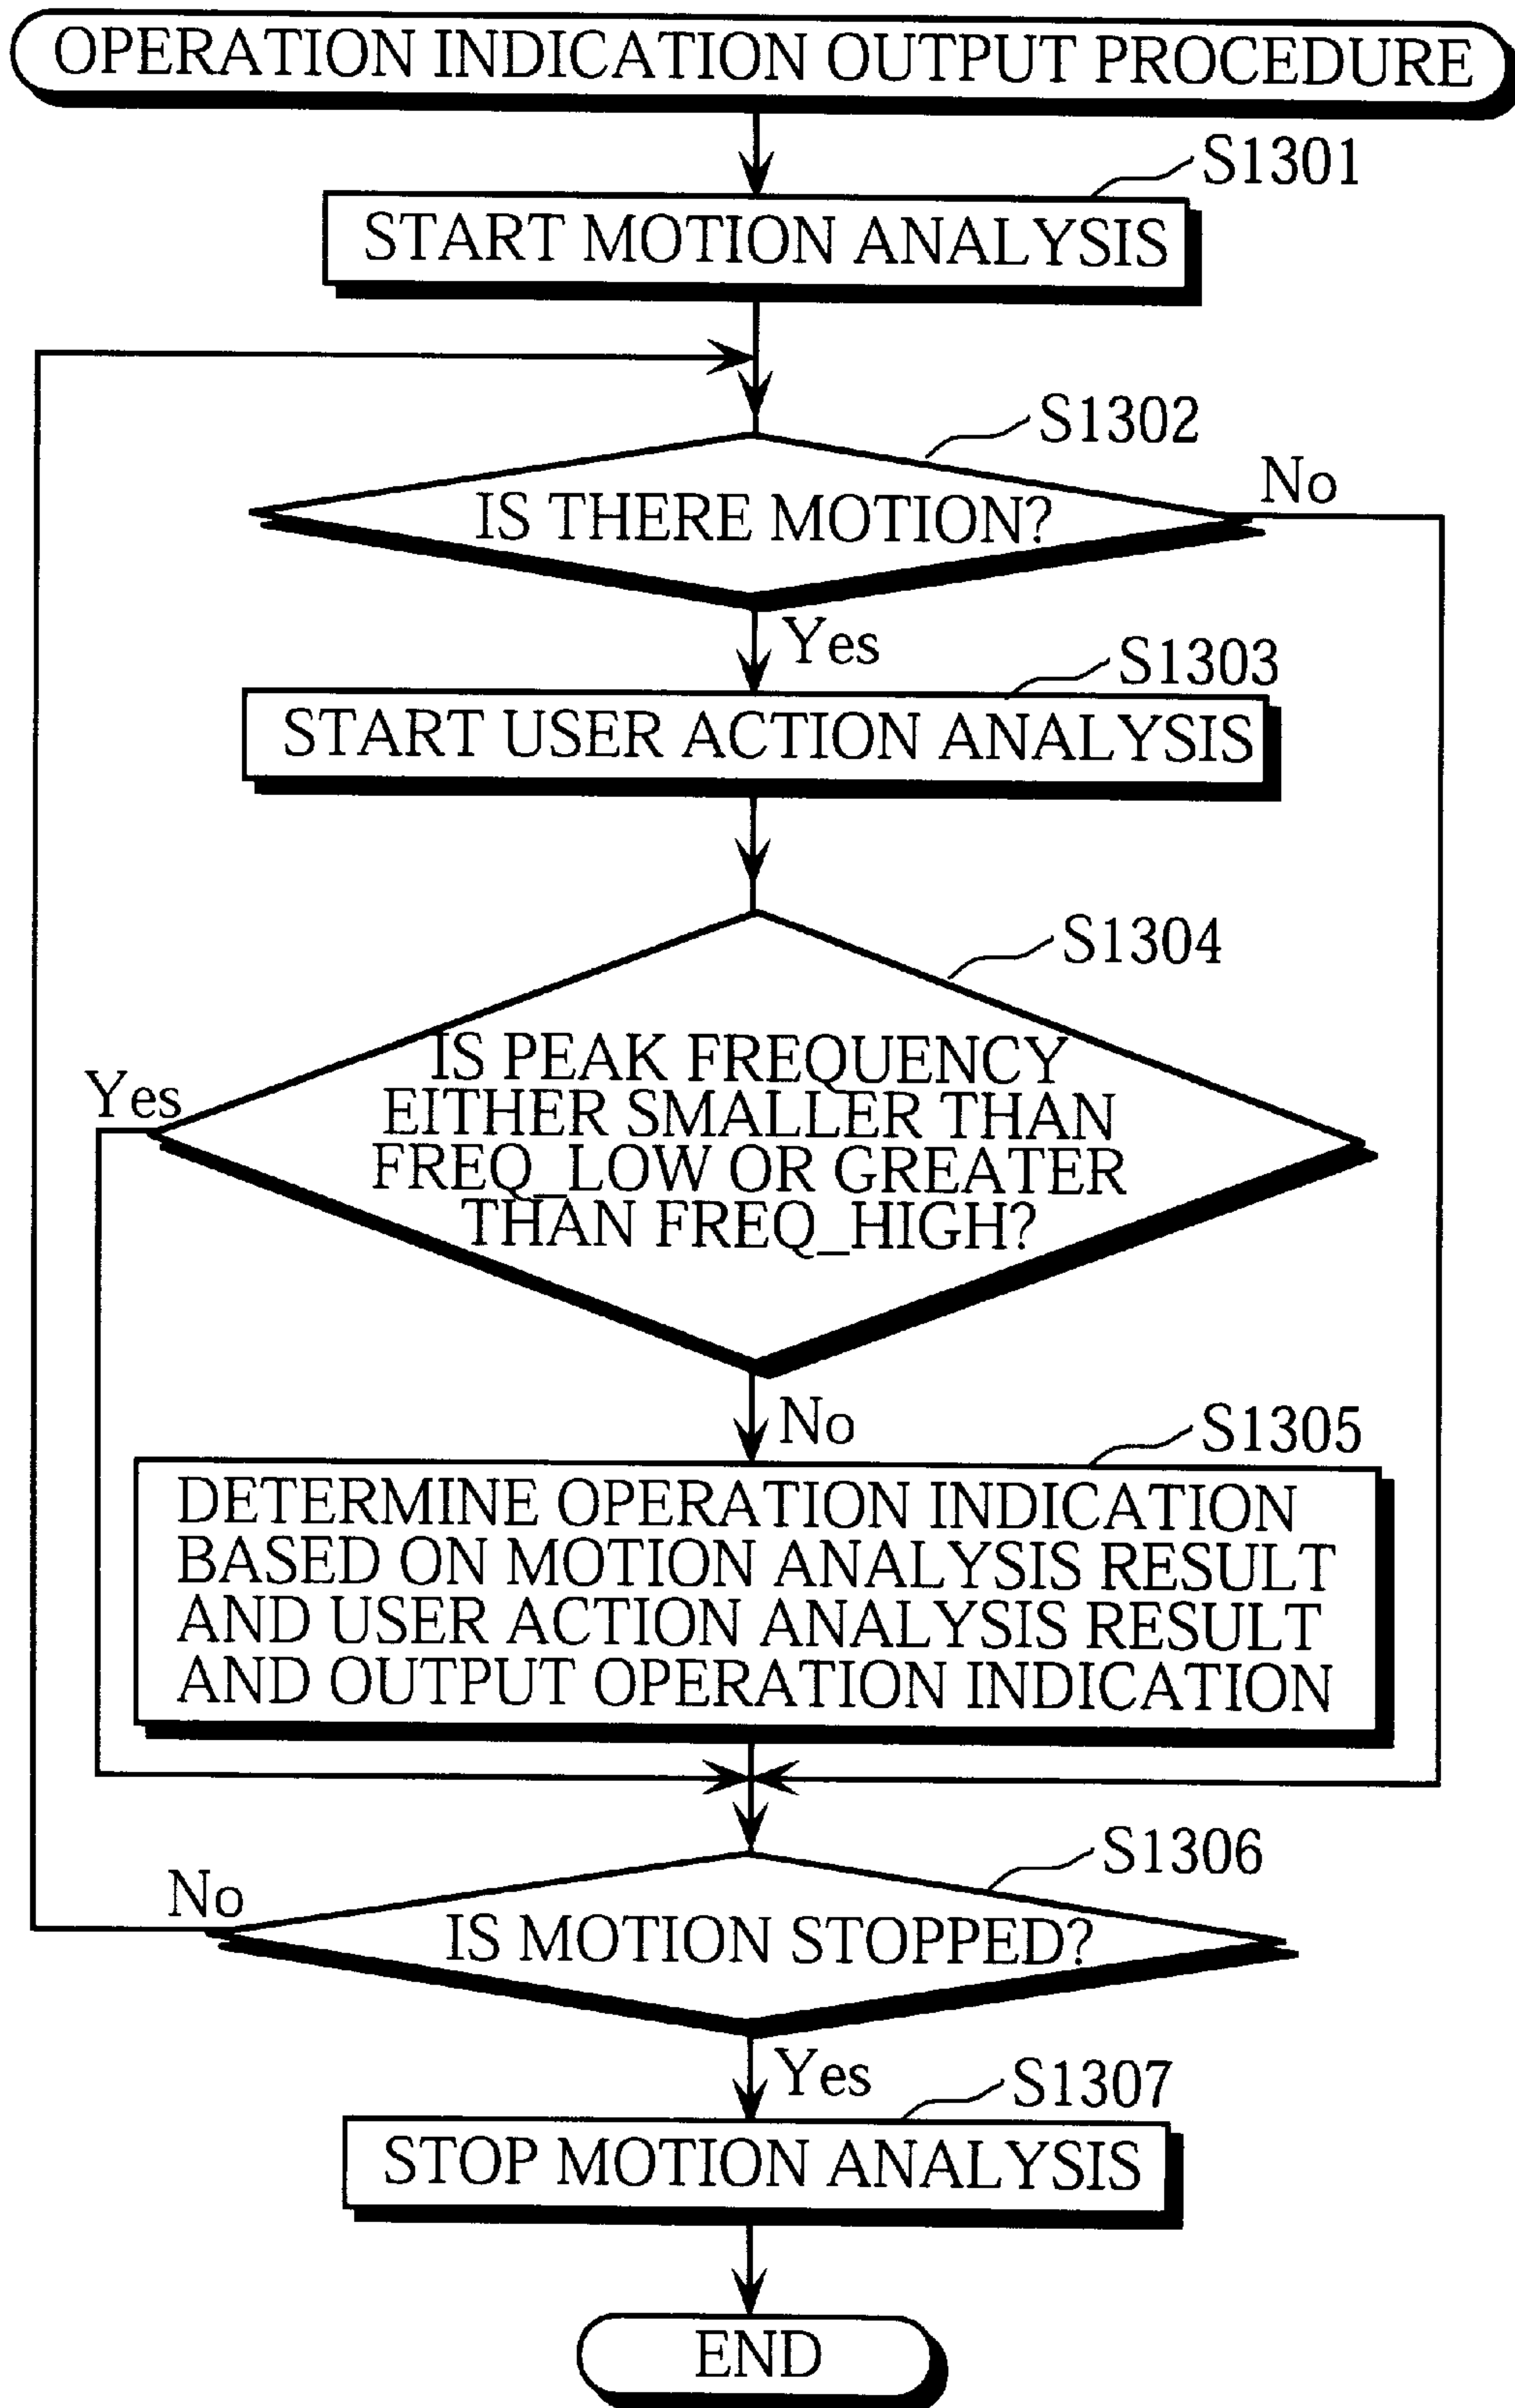 OPERATION INDICATION OUTPUT PROCEDURE
S1301
START MOTION ANALYSIS
S1302
No
IS THERE MOTION?
Yes
S1303
START USER ACTION ANALYSIS
S1304
IS PEAK FREQUENCY
EITHER SMALLER THAN
FREQ_LOW OR GREATER
THAN FREQ_HIGH?
Yes
No
S1305
DETERMINE OPERATION INDICATION
BASED ON MOTION ANALYSIS RESULT
AND USER ACTION ANALYSIS RESULT
AND OUTPUT OPERATION INDICATION
S1306
No
IS MOTION STOPPED?
Yes
S1307
STOP MOTION ANALYSIS
END